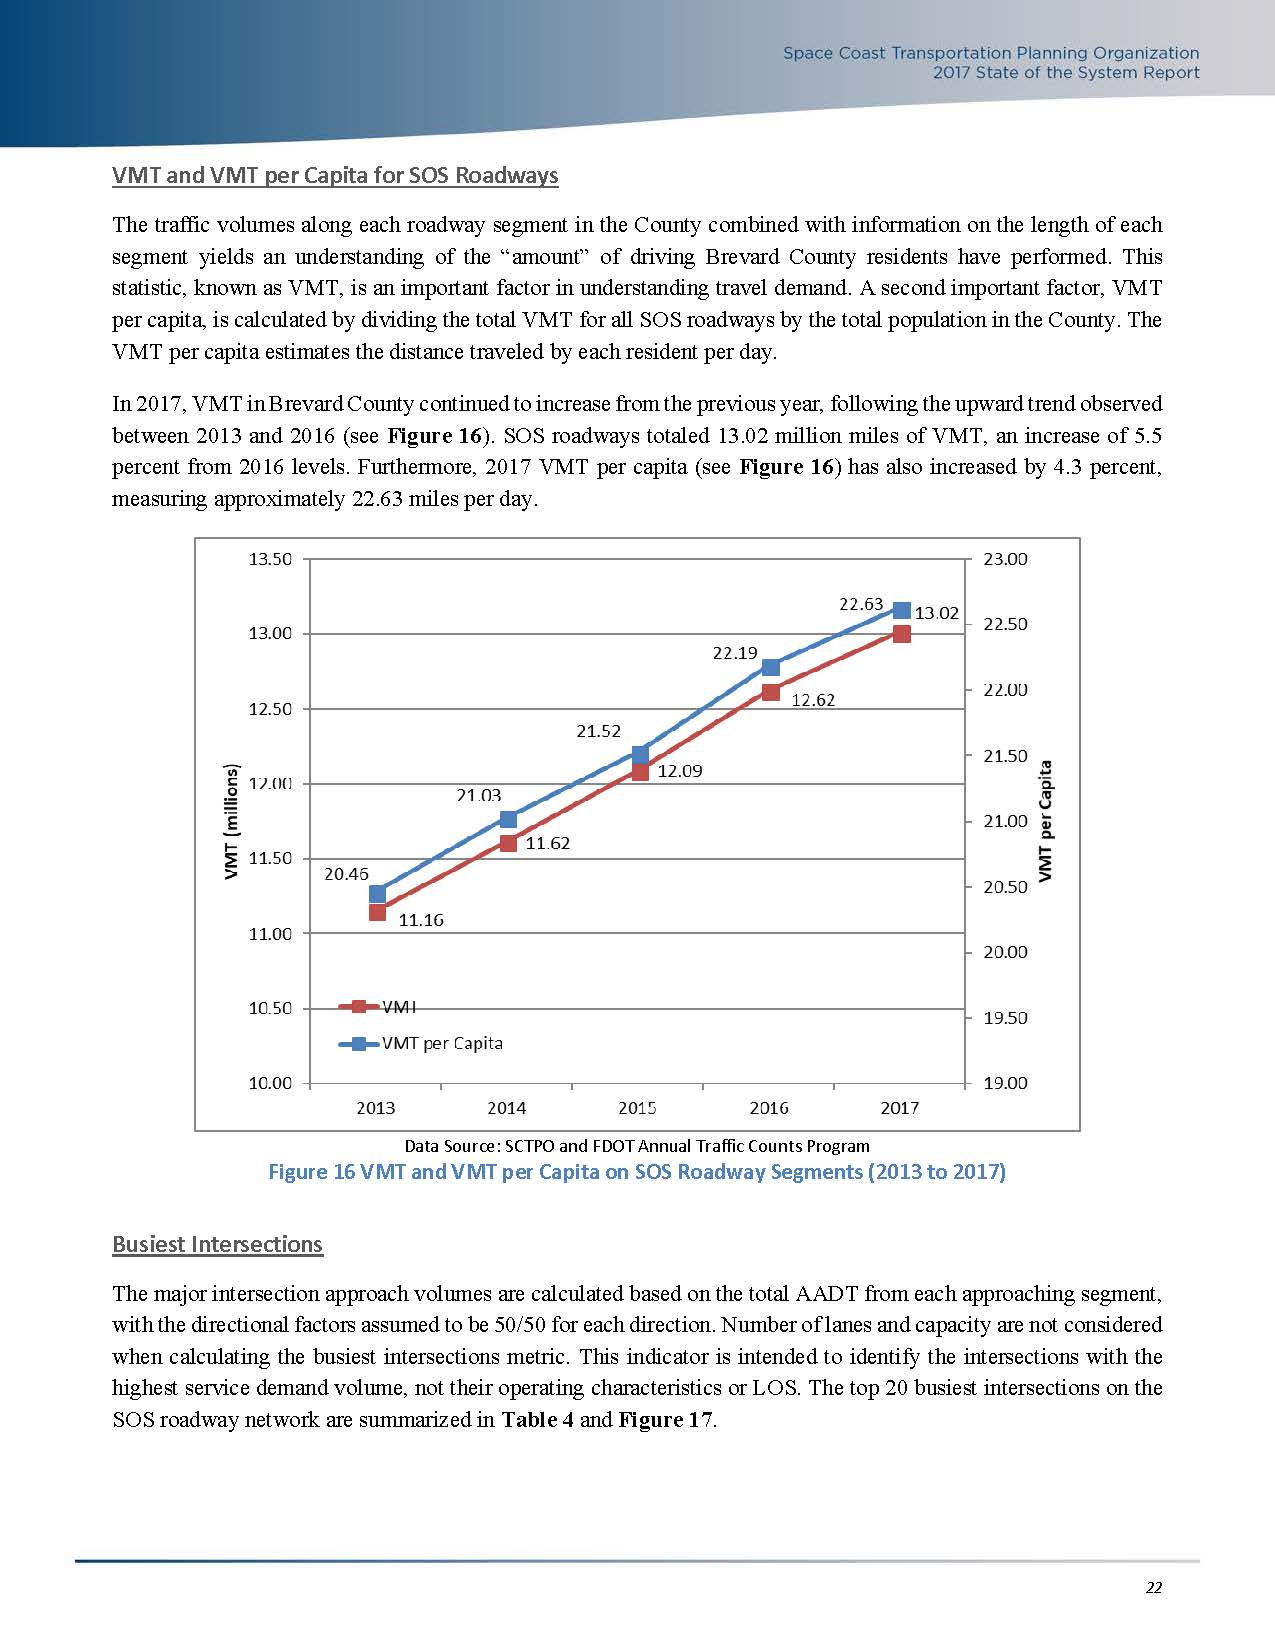 Space Coast Transportation Planning Organization
2017 State of the System Report
VMT and VMT per Capita for SOS Roadways
The traffic volumes along each roadway segment in the County combined with information on the length of each
segment yields an understanding of the “amount” of driving Brevard County residents have performed. This
statistic, known as VMT, is an important factor in understanding travel demand. A second important factor, VMT
per capita, is calculated by dividing the total VMT for all SOS roadways by the total population in the County. The
VMT per capita estimates the distance traveled by each resident per day.
In 2017, VMT in Brevard County continued to increase from the previous year, following the upward trend observed
between 2013 and 2016 (see Figure 16). SOS roadways totaled 13.02 million miles of VMT, an increase of 5.5
percent from 2016 levels. Furthermore, 2017 VMT per capita (see Figure 16) has also increased by 4.3 percent,
measuring approximately 22.63 miles per day.
13.50
13.00
12.50
12.00
11.50
11.00
10.50
10.00
VMT (millions)
23.00
22.50
22.00
21.50
21.00
20.50
20.00
19.50
19.00
VMT per Capita
20.46
21.03
21.52
22.19
22.63
11.16
11.62
12.09
12.62
13.02
VMT
VMT per Capita
2013
2014
2015
2016
2017
Data Source: SCTPO and FDOT Annual Traffic Counts Program
Figure 16 VMT and VMT per Capita on SOS Roadway Segments (2013 to 2017)
Busiest Intersections
The major intersection approach volumes are calculated based on the total AADT from each approaching segment,
with the directional factors assumed to be 50/50 for each direction. Number of lanes and capacity are not considered
when calculating the busiest intersections metric. This indicator is intended to identify the intersections with the
highest service demand volume, not their operating characteristics or LOS. The top 20 busiest intersections on the
SOS roadway network are summarized in Table 4 and Figure 17.
22